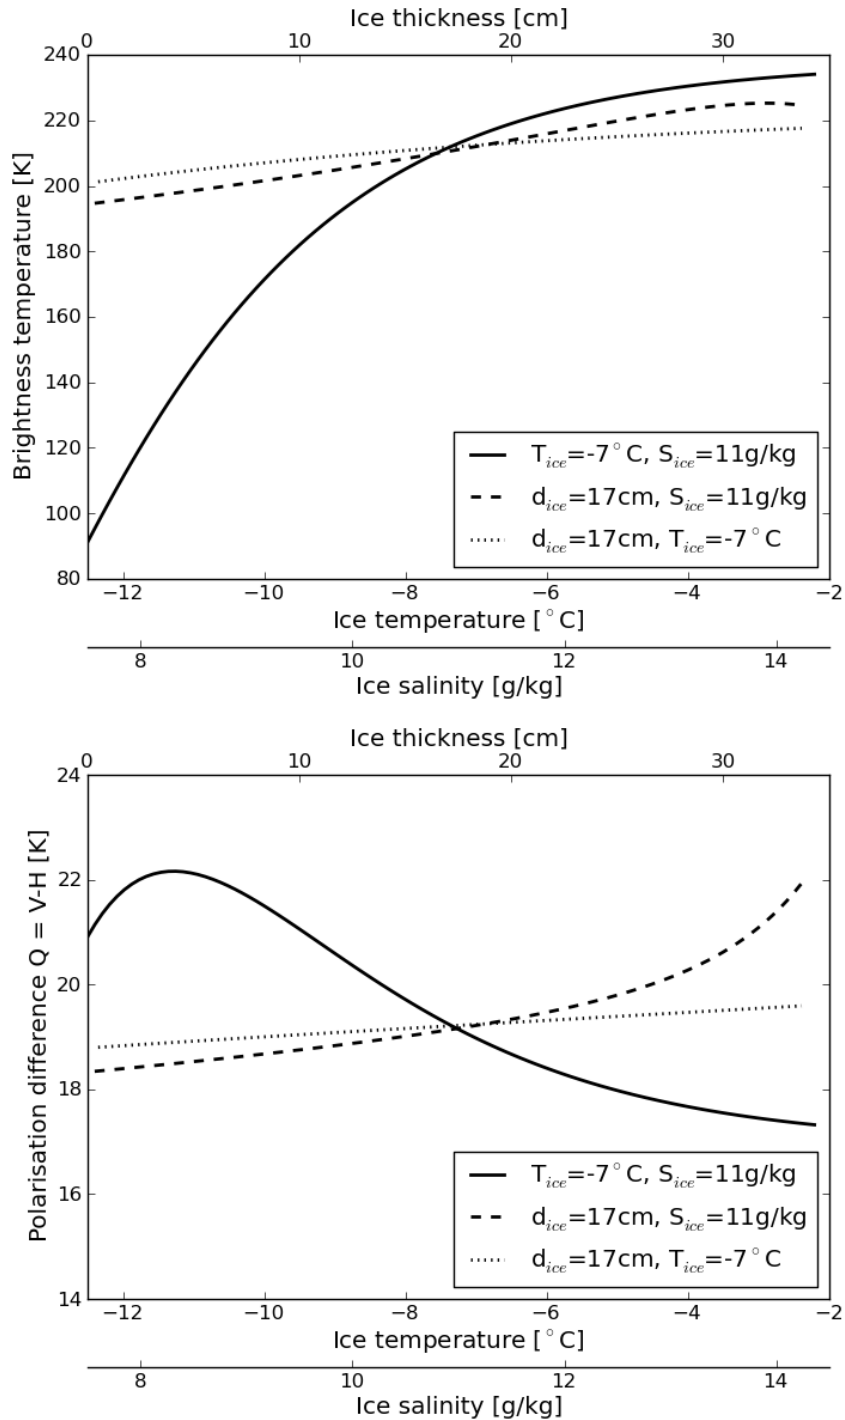 Ice thickness [cm]
0 10 20 30
240
220
200
180
160
140
120
100
80
Brightness temperature [K]
T_ice=-7°C, S_ice=11g/kg
d_ice=17cm, S_ice=11g/kg
d_ice=17cm, T_ice=-7°C
−12 −10 −8 −6 −4 −2
Ice temperature [°C]
8 10 12 14
Ice salinity [g/kg]
Ice thickness [cm]
0 10 20 30
24
22
20
18
16
14
Polarisation difference Q = V-H [K]
T_ice=-7°C, S_ice=11g/kg
d_ice=17cm, S_ice=11g/kg
d_ice=17cm, T_ice=-7°C
−12 −10 −8 −6 −4 −2
Ice temperature [°C]
8 10 12 14
Ice salinity [g/kg]